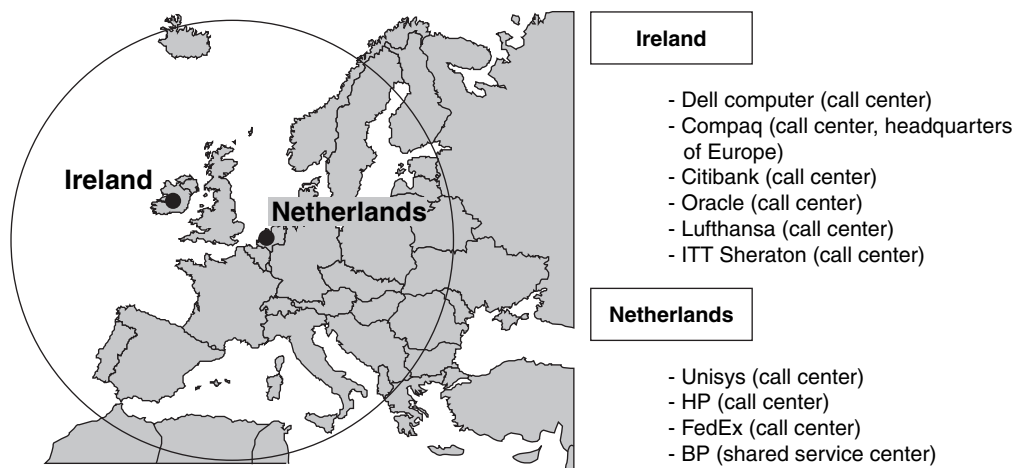 Ireland
Netherlands
Ireland
- Dell computer (call center)
- Compaq (call center, headquarters
of Europe)
- Citibank (call center)
- Oracle (call center)
- Lufthansa (call center)
- ITT Sheraton (call center)
Netherlands
- Unisys (call center)
- HP (call center)
- FedEx (call center)
- BP (shared service center)